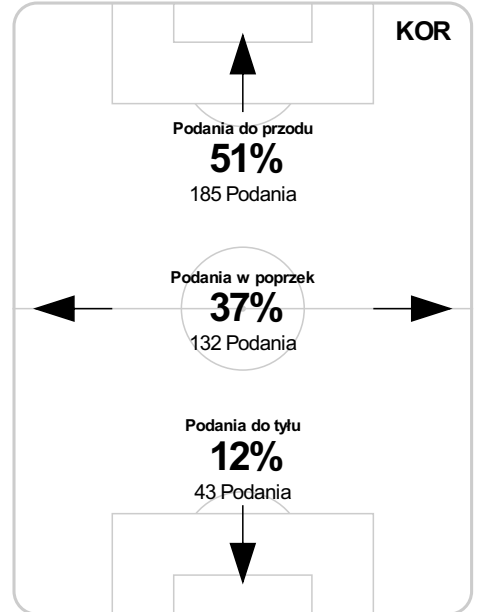 KOR
Podania do przodu
51%
185 Podania
Podania w poprzek
37%
132 Podania
Podania do tyłu
12%
43 Podania